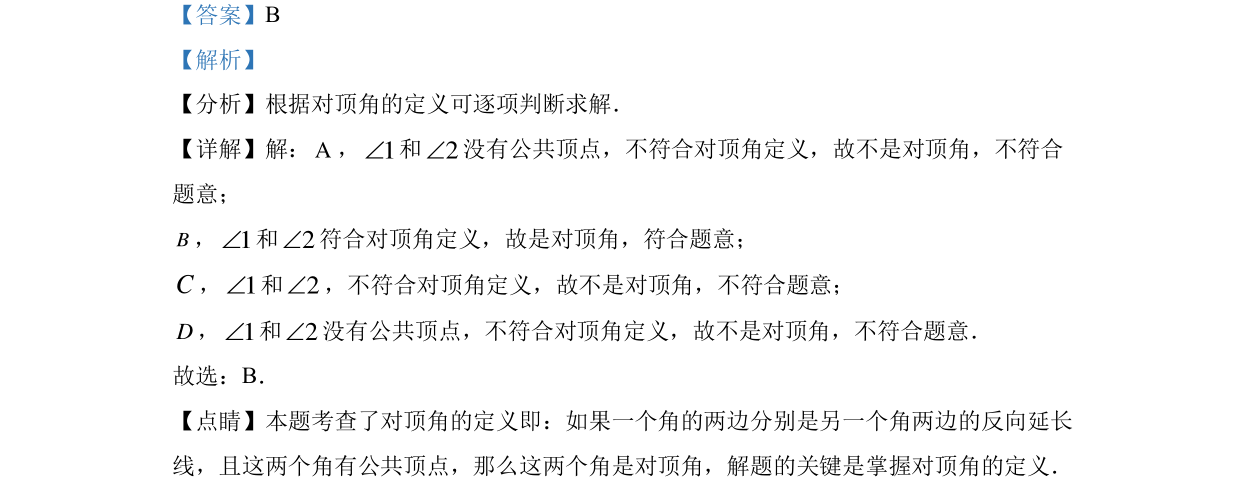 【答案】B
【解析】
【分析】根据对顶角的定义可逐项判断求解．
【详解】解：A，∠1和∠2没有公共顶点，不符合对顶角定义，故不是对顶角，不符合
题意；
B，∠1和∠2符合对顶角定义，故是对顶角，符合题意；
C，∠1和∠2，不符合对顶角定义，故不是对顶角，不符合题意；
D，∠1和∠2没有公共顶点，不符合对顶角定义，故不是对顶角，不符合题意．
故选：B．
【点睛】本题考查了对顶角的定义即：如果一个角的两边分别是另一个角两边的反向延长
线，且这两个角有公共顶点，那么这两个角是对顶角，解题的关键是掌握对顶角的定义．